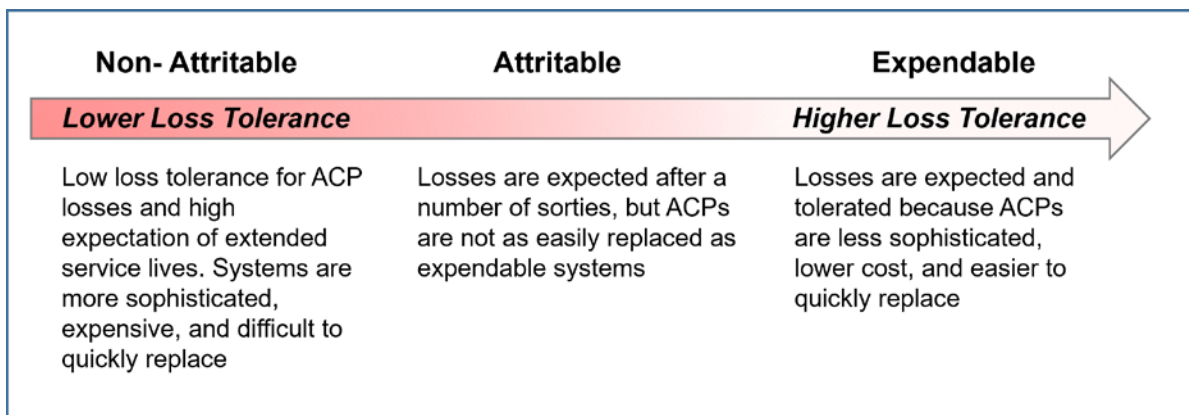 Non- Attritable
Attritable
Expendable
Lower Loss Tolerance
Higher Loss Tolerance
Low loss tolerance for ACP
losses and high
expectation of extended
service lives. Systems are
more sophisticated,
expensive, and difficult to
quickly replace
Losses are expected after a
number of sorties, but ACPs
are not as easily replaced as
expendable systems
Losses are expected and
tolerated because ACPs
are less sophisticated,
lower cost, and easier to
quickly replace